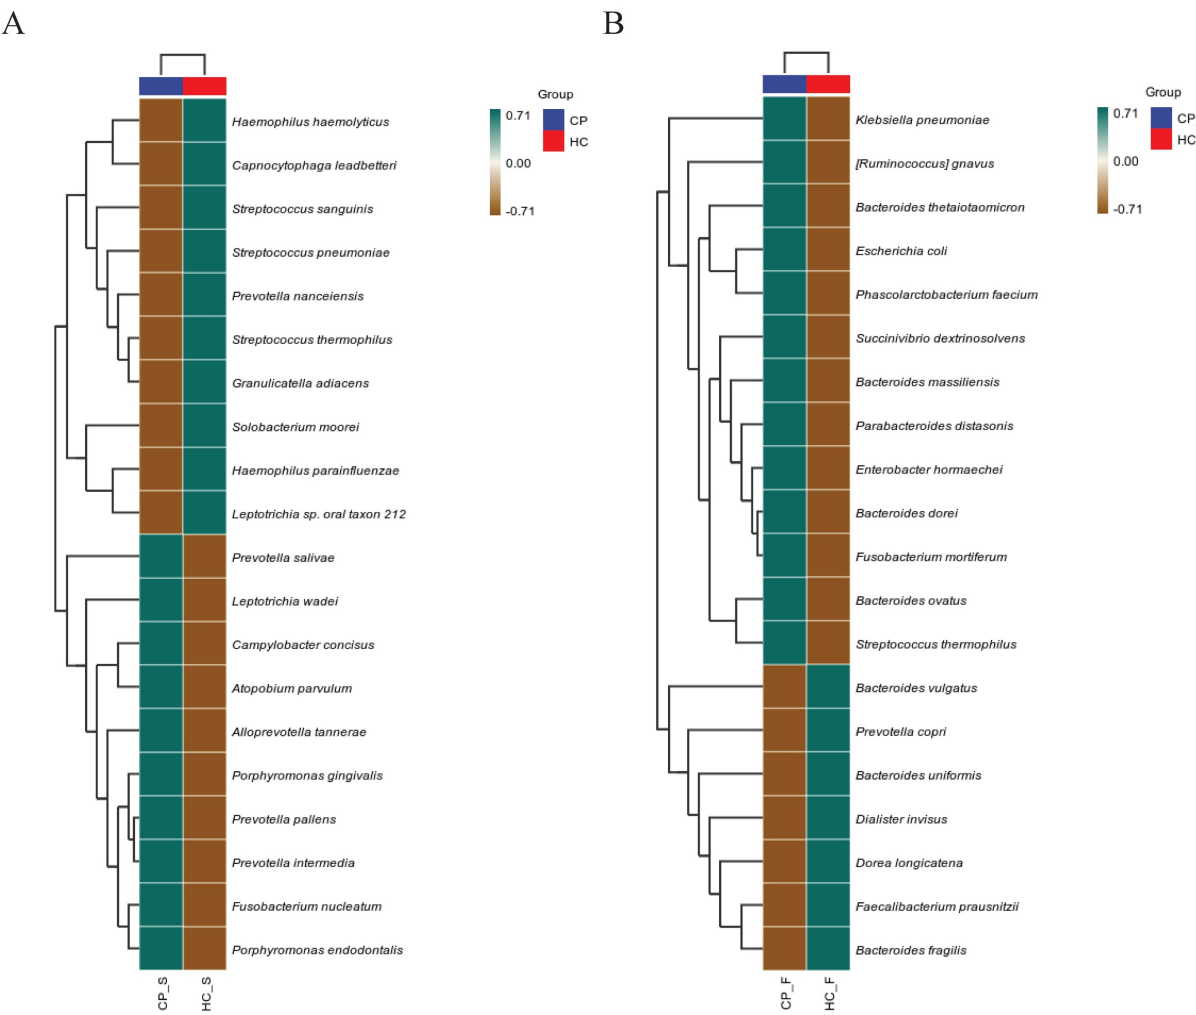 A
Group
0.71
0.00
-0.71
CP
HC
Haemophilus haemolyticus
Capnocytophaga leadbetteri
Streptococcus sanguinis
Streptococcus pneumoniae
Prevotella nanceiensis
Streptococcus thermophilus
Granulicatella adiacens
Solobacterium moorei
Haemophilus parainfluenzae
Leptotrichia sp. oral taxon 212
Prevotella salivae
Leptotrichia wadei
Campylobacter concisus
Atopobium parvulum
Alloprevotella tannerae
Porphyromonas gingivalis
Prevotella pallens
Prevotella intermedia
Fusobacterium nucleatum
Porphyromonas endodontalis
CP_S
HC_S
B
Group
0.71
0.00
-0.71
CP
HC
Klebsiella pneumoniae
[Ruminococcus] gnavus
Bacteroides thetaiotaomicron
Escherichia coli
Phascolarctobacterium faecium
Succinivibrio dextrinosolvens
Bacteroides massiliensis
Parabacteroides distasonis
Enterobacter hormaechei
Bacteroides dorei
Fusobacterium mortiferum
Bacteroides ovatus
Streptococcus thermophilus
Bacteroides vulgatus
Prevotella copri
Bacteroides uniformis
Dialister invisus
Dorea longicatena
Faecalibacterium prausnitzii
Bacteroides fragilis
CP_F
HC_F